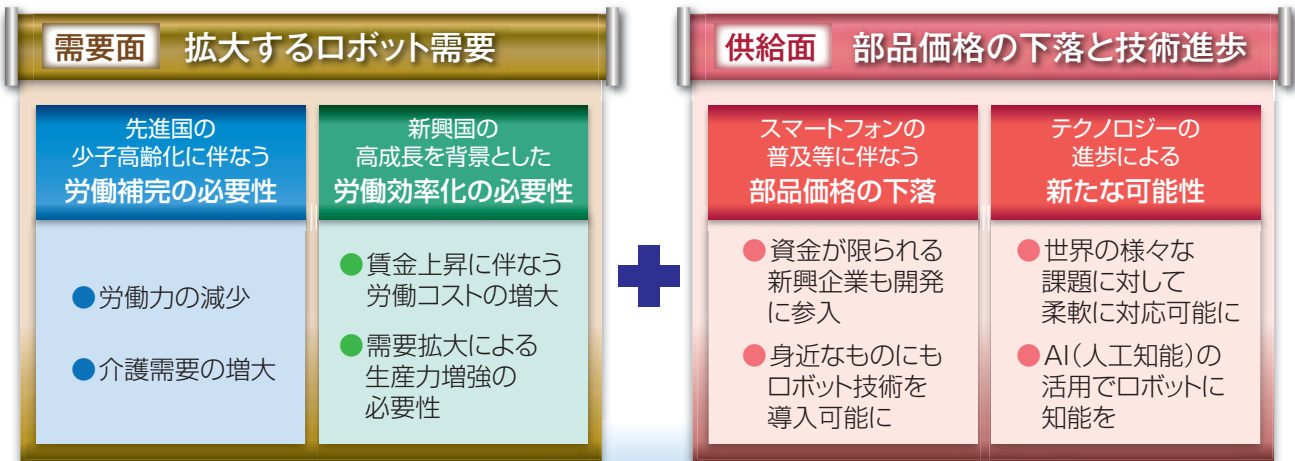 需要面 拡大するロボット需要
先進国の
少子高齢化に伴なう
労働補完の必要性
●労働力の減少
●介護需要の増大
新興国の
高成長を背景とした
労働効率化の必要性
●賃金上昇に伴なう
労働コストの増大
●需要拡大による
生産力増強の
必要性
供給面 部品価格の下落と技術進歩
スマートフォンの
普及等に伴なう
部品価格の下落
●資金が限られる
新興企業も開発
に参入
●身近なものにも
ロボット技術を
導入可能に
テクノロジーの
進歩による
新たな可能性
●世界の様々な
課題に対して
柔軟に対応可能に
●AI(人工知能)の
活用でロボットに
知能を